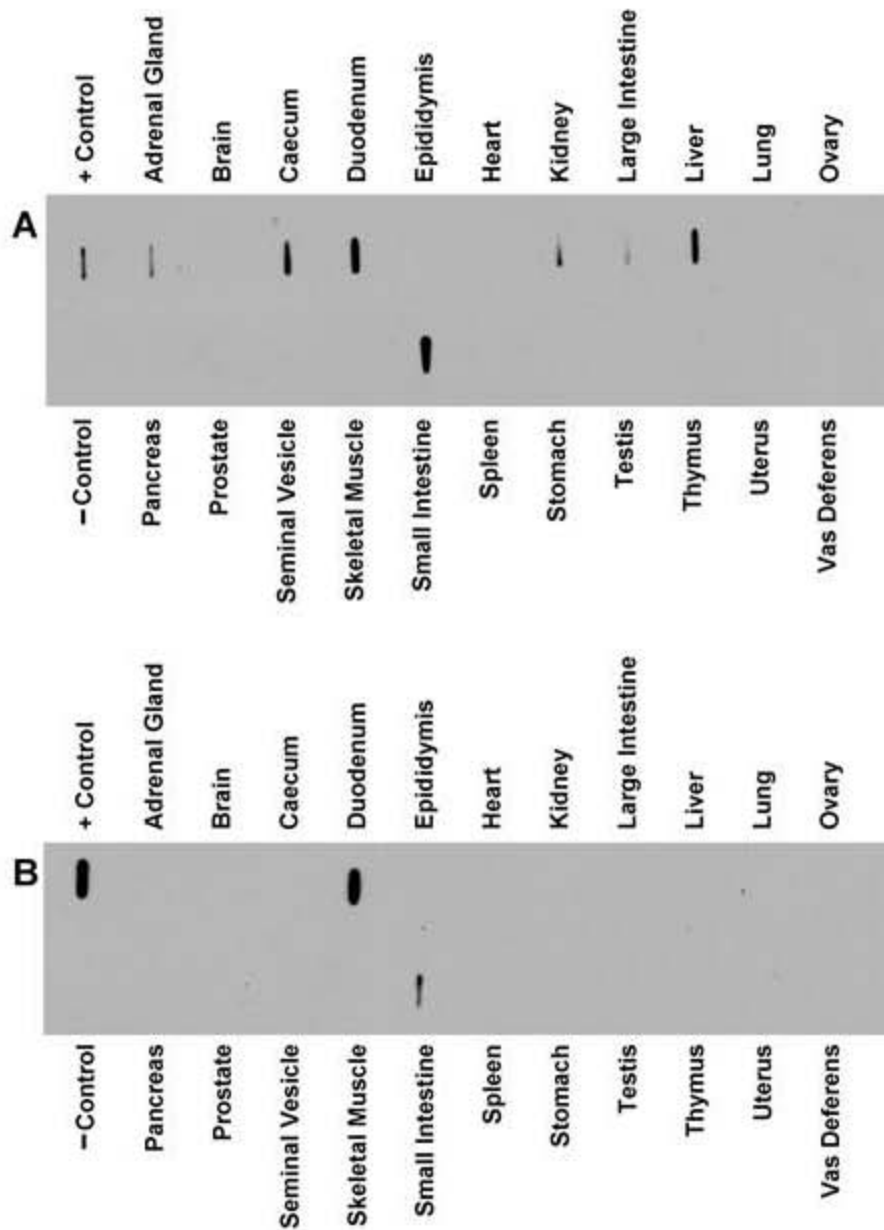 + Control
Adrenal Gland
Brain
Caecum
Duodenum
Epididymis
Heart
Kidney
Large Intestine
Liver
Lung
Ovary
A
−Control
Pancreas
Prostate
Seminal Vesicle
Skeletal Muscle
Small Intestine
Spleen
Stomach
Testis
Thymus
Uterus
Vas Deferens
+ Control
Adrenal Gland
Brain
Caecum
Duodenum
Epididymis
Heart
Kidney
Large Intestine
Liver
Lung
Ovary
B
−Control
Pancreas
Prostate
Seminal Vesicle
Skeletal Muscle
Small Intestine
Spleen
Stomach
Testis
Thymus
Uterus
Vas Deferens